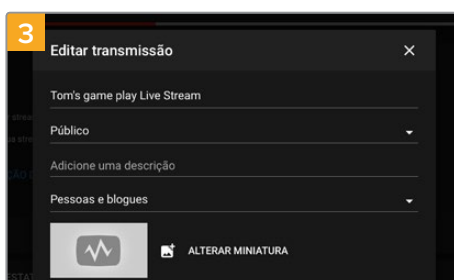 3
Editar transmissão
Tom's game play Live Stream
Público
Adicione uma descrição
Pessoas e blogues
ALTERAR MINIATURA